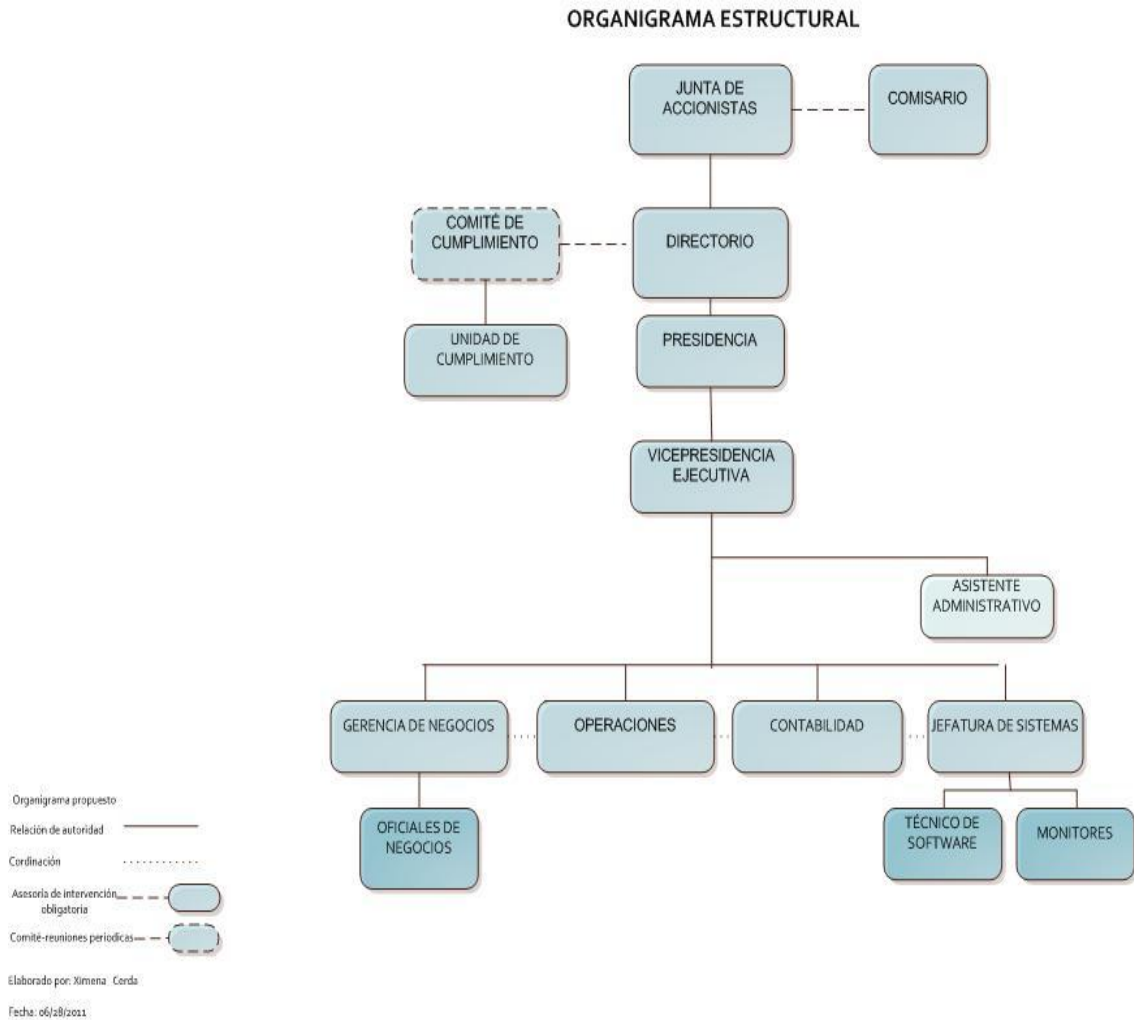 ORGANIGRAMA ESTRUCTURAL
JUNTA DE
ACCIONISTAS
COMISARIO
COMITÉ DE
CUMPLIMIENTO
DIRECTORIO
UNIDAD DE
CUMPLIMIENTO
PRESIDENCIA
VICEPRESIDENCIA
EJECUTIVA
ASISTENTE
ADMINISTRATIVO
GERENCIA DE NEGOCIOS
OPERACIONES
CONTABILIDAD
JEFATURA DE SISTEMAS
OFICIALES DE
NEGOCIOS
TÉCNICO DE
SOFTWARE
MONITORES
Organigrama propuesto
Relación de autoridad
Cordinación
Asesoría de intervención
obligatoria
Comité-reuniones periodicas
Elaborado por: Ximena Cerda
Fecha: 06/28/2011